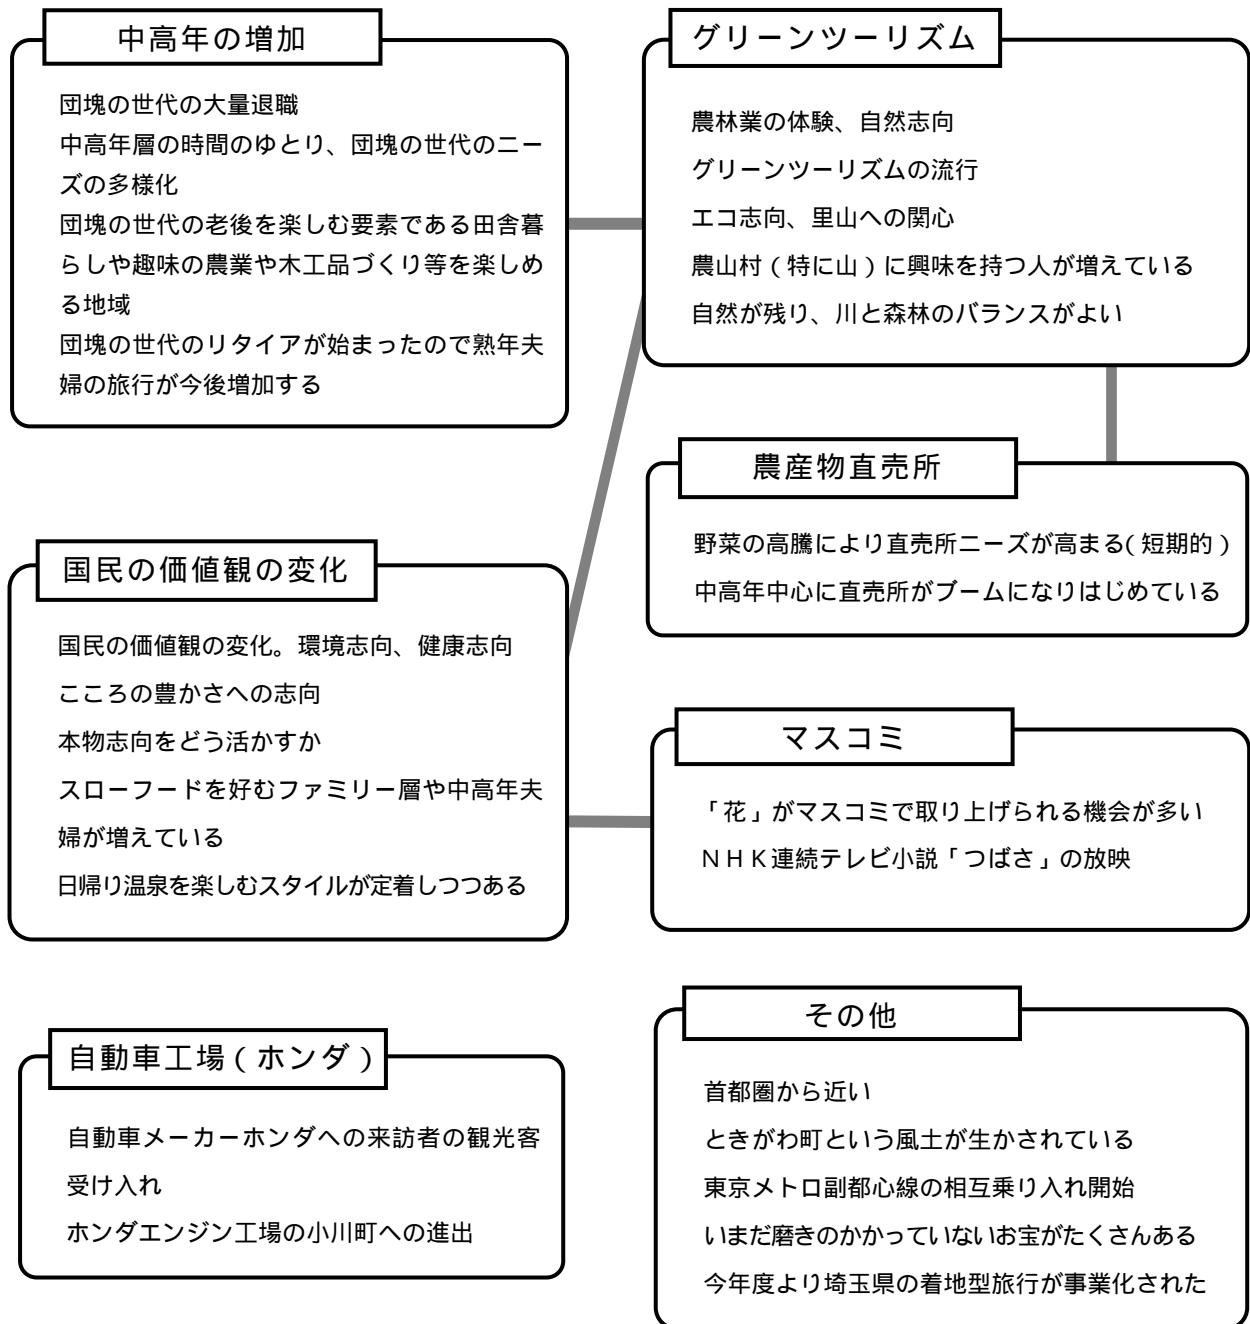 中高年の増加
団塊の世代の大量退職
中高年層の時間のゆとり、団塊の世代のニー
ズの多様化
団塊の世代の老後を楽しむ要素である田舎暮
らしや趣味の農業や木工品づくり等を楽しめ
る地域
団塊の世代のリタイアが始まったので熟年夫
婦の旅行が今後増加する
グリーンツーリズム
農林業の体験、自然志向
グリーンツーリズムの流行
エコ志向、里山への関心
農山村（特に山）に興味を持つ人が増えている
自然が残り、川と森林のバランスがよい
農産物直売所
野菜の高騰により直売所ニーズが高まる（短期的）
中高年中心に直売所がブームになりはじめている
国民の価値観の変化
国民の価値観の変化。環境志向、健康志向
こころの豊かさへの志向
本物志向をどう活かすか
スローフードを好むファミリー層や中高年夫
婦が増えている
日帰り温泉を楽しむスタイルが定着しつつある
マスコミ
「花」がマスコミで取り上げられる機会が多い
ＮＨＫ連続テレビ小説「つばさ」の放映
自動車工場（ホンダ）
自動車メーカーホンダへの来訪者の観光客
受け入れ
ホンダエンジン工場の小川町への進出
その他
首都圏から近い
ときがわ町という風土が生かされている
東京メトロ副都心線の相互乗り入れ開始
いまだ磨きのかかっていないお宝がたくさんある
今年度より埼玉県の着地型旅行が事業化された